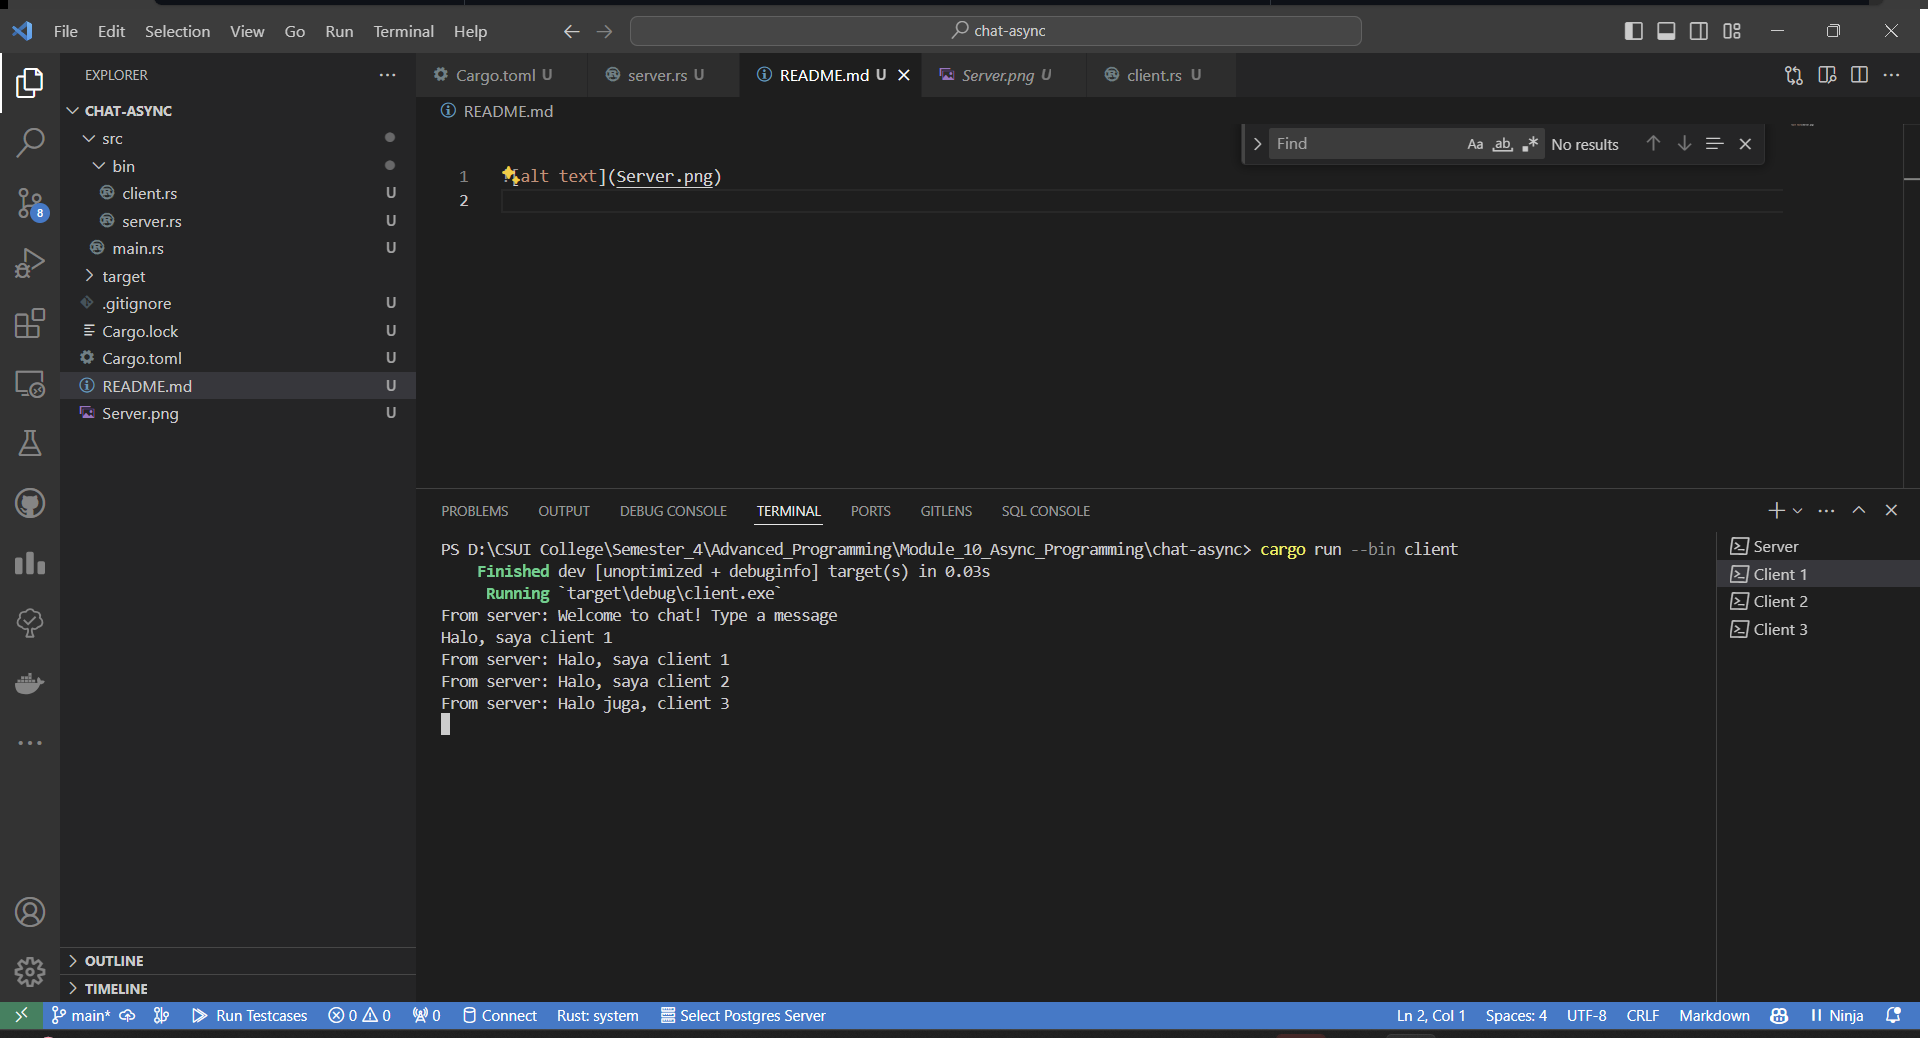 File Edit Selection View Go Run Terminal Help
chat-async
EXPLORER
CHAT-ASYNC
src
bin
client.rs U
server.rs U
main.rs U
target
.gitignore U
Cargo.lock U
Cargo.toml U
README.md U
Server.png U
OUTLINE
TIMELINE
8
Cargo.toml U
server.rs U
README.md U
Server.png U
client.rs U
README.md
Find Aa ab No results
1 [alt text](Server.png)
2
PROBLEMS OUTPUT DEBUG CONSOLE TERMINAL PORTS GITLENS SQL CONSOLE
PS D:\CSUI College\Semester_4\Advanced_Programming\Module_10_Async_Programming\chat-async> cargo run --bin client
Finished dev [unoptimized + debuginfo] target(s) in 0.03s
Running `target\debug\client.exe`
From server: Welcome to chat! Type a message
Halo, saya client 1
From server: Halo, saya client 1
From server: Halo, saya client 2
From server: Halo juga, client 3
Server
Client 1
Client 2
Client 3
main* Run Testcases 0 0 0 Connect Rust: system Select Postgres Server Ln 2, Col 1 Spaces: 4 UTF-8 CRLF Markdown Ninja